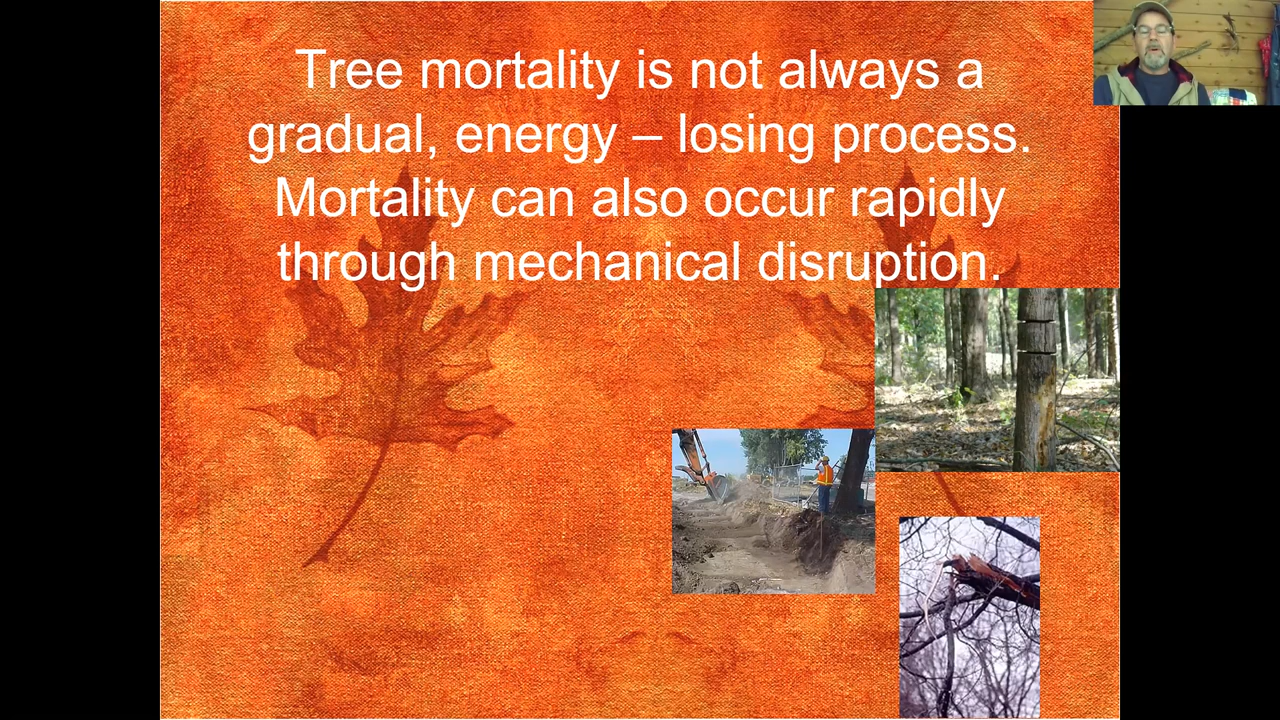 Tree mortality is not always a
gradual, energy – losing process.
Mortality can also occur rapidly
through mechanical disruption.